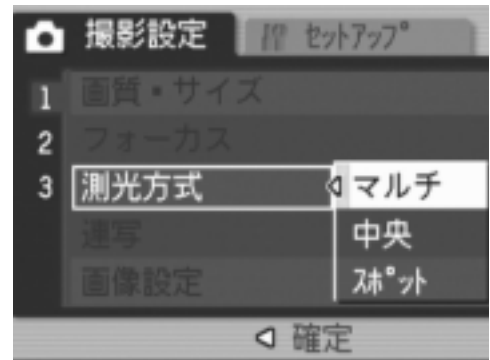 撮影設定 セットアップ
1 画質・サイズ
2 フォーカス
3 測光方式 マルチ
連写 中央
画像設定 スポット
確定